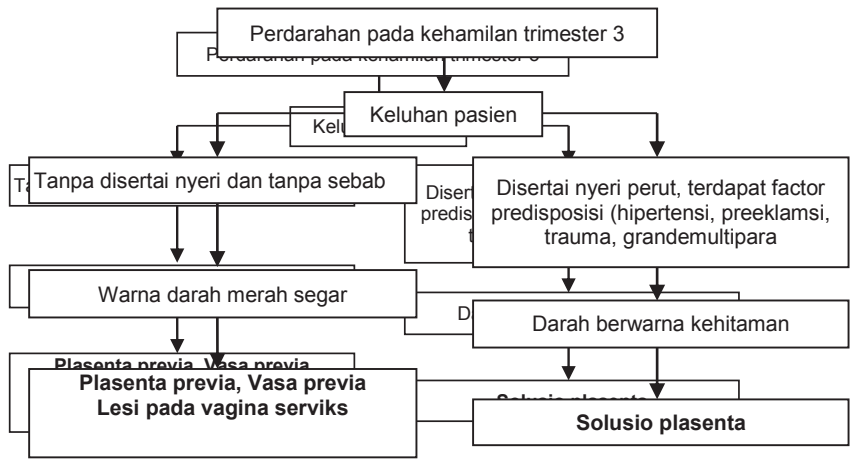 Perdarahan pada kehamilan trimester 3
Keluhan pasien
Tanpa disertai nyeri dan tanpa sebab
Disertai nyeri perut, terdapat factor
predisposisi (hipertensi, preeklamsi,
trauma, grandemultipara
Warna darah merah segar
Darah berwarna kehitaman
Plasenta previa, Vasa previa
Lesi pada vagina serviks
Solusio plasenta